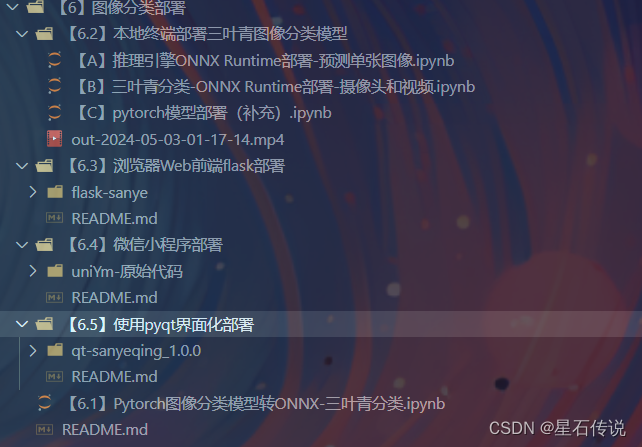 【6】图像分类部署
【6.2】本地终端部署三叶青图像分类模型
【A】推理引擎ONNX Runtime部署-预测单张图像.ipynb
【B】三叶青分类-ONNX Runtime部署-摄像头和视频.ipynb
【C】pytorch模型部署（补充）.ipynb
out-2024-05-03-01-17-14.mp4
【6.3】浏览器Web前端flask部署
flask-sanye
README.md
【6.4】微信小程序部署
uniYm-原始代码
README.md
【6.5】使用pyqt界面化部署
qt-sanyeqing_1.0.0
README.md
【6.1】Pytorch图像分类模型转ONNX-三叶青分类.ipynb
README.md
CSDN @星石传说